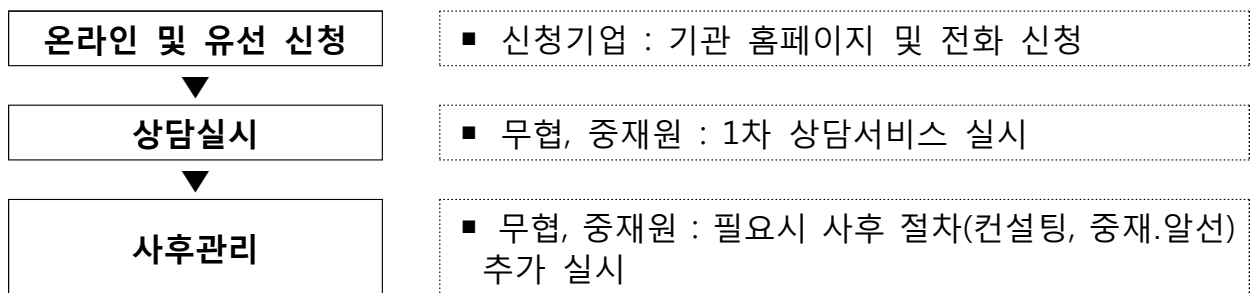 온라인 및 유선 신청
■ 신청기업 : 기관 홈페이지 및 전화 신청
▼
상담실시
■ 무협, 중재원 : 1차 상담서비스 실시
▼
사후관리
■ 무협, 중재원 : 필요시 사후 절차(컨설팅, 중재.알선)
추가 실시